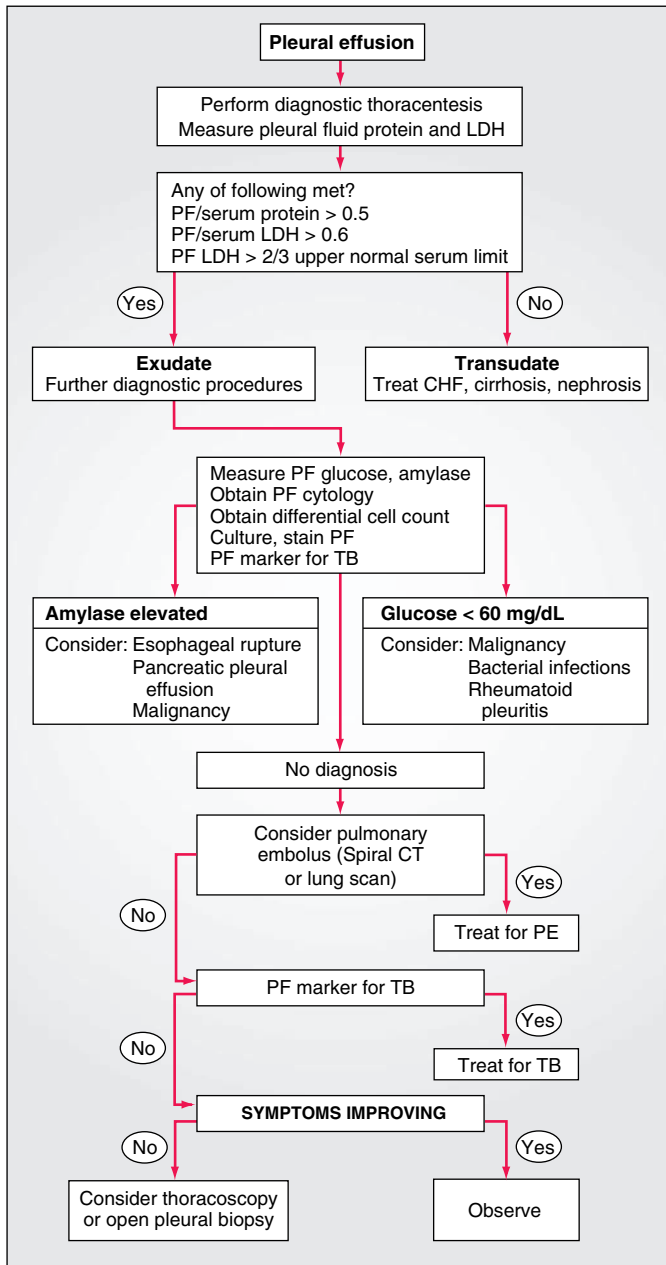 Pleural effusion
Perform diagnostic thoracentesis
Measure pleural fluid protein and LDH
Any of following met?
PF/serum protein > 0.5
PF/serum LDH > 0.6
PF LDH > 2/3 upper normal serum limit
Yes
No
Exudate
Further diagnostic procedures
Transudate
Treat CHF, cirrhosis, nephrosis
Measure PF glucose, amylase
Obtain PF cytology
Obtain differential cell count
Culture, stain PF
PF marker for TB
Amylase elevated
Consider: Esophageal rupture
Pancreatic pleural
effusion
Malignancy
Glucose < 60 mg/dL
Consider: Malignancy
Bacterial infections
Rheumatoid
pleuritis
No diagnosis
Consider pulmonary
embolus (Spiral CT
or lung scan)
No
Yes
Treat for PE
PF marker for TB
No
Yes
Treat for TB
SYMPTOMS IMPROVING
No
Yes
Consider thoracoscopy
or open pleural biopsy
Observe